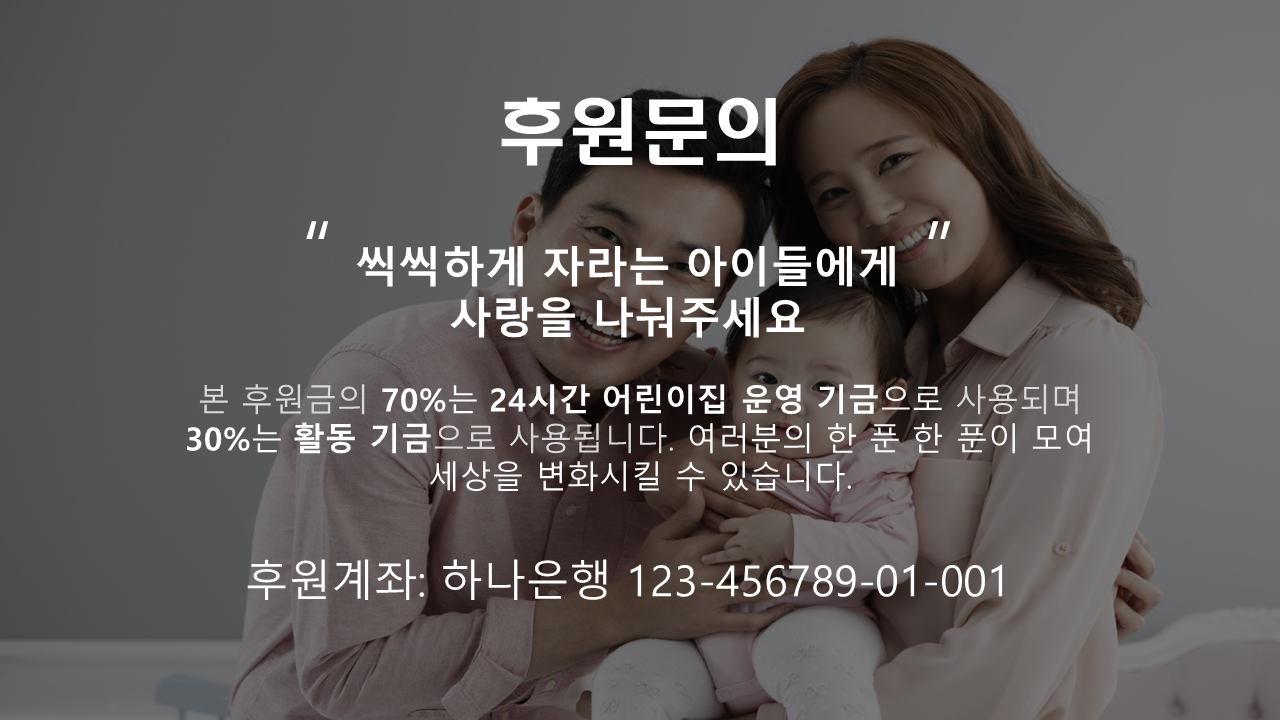 후원문의
“ ”
씩씩하게 자라는 아이들에게
사랑을 나눠주세요
본 후원금의 70%는 24시간 어린이집 운영 기금으로 사용되며
30%는 활동 기금으로 사용됩니다. 여러분의 한 푼 한 푼이 모여
세상을 변화시킬 수 있습니다.
후원계좌: 하나은행 123-456789-01-001